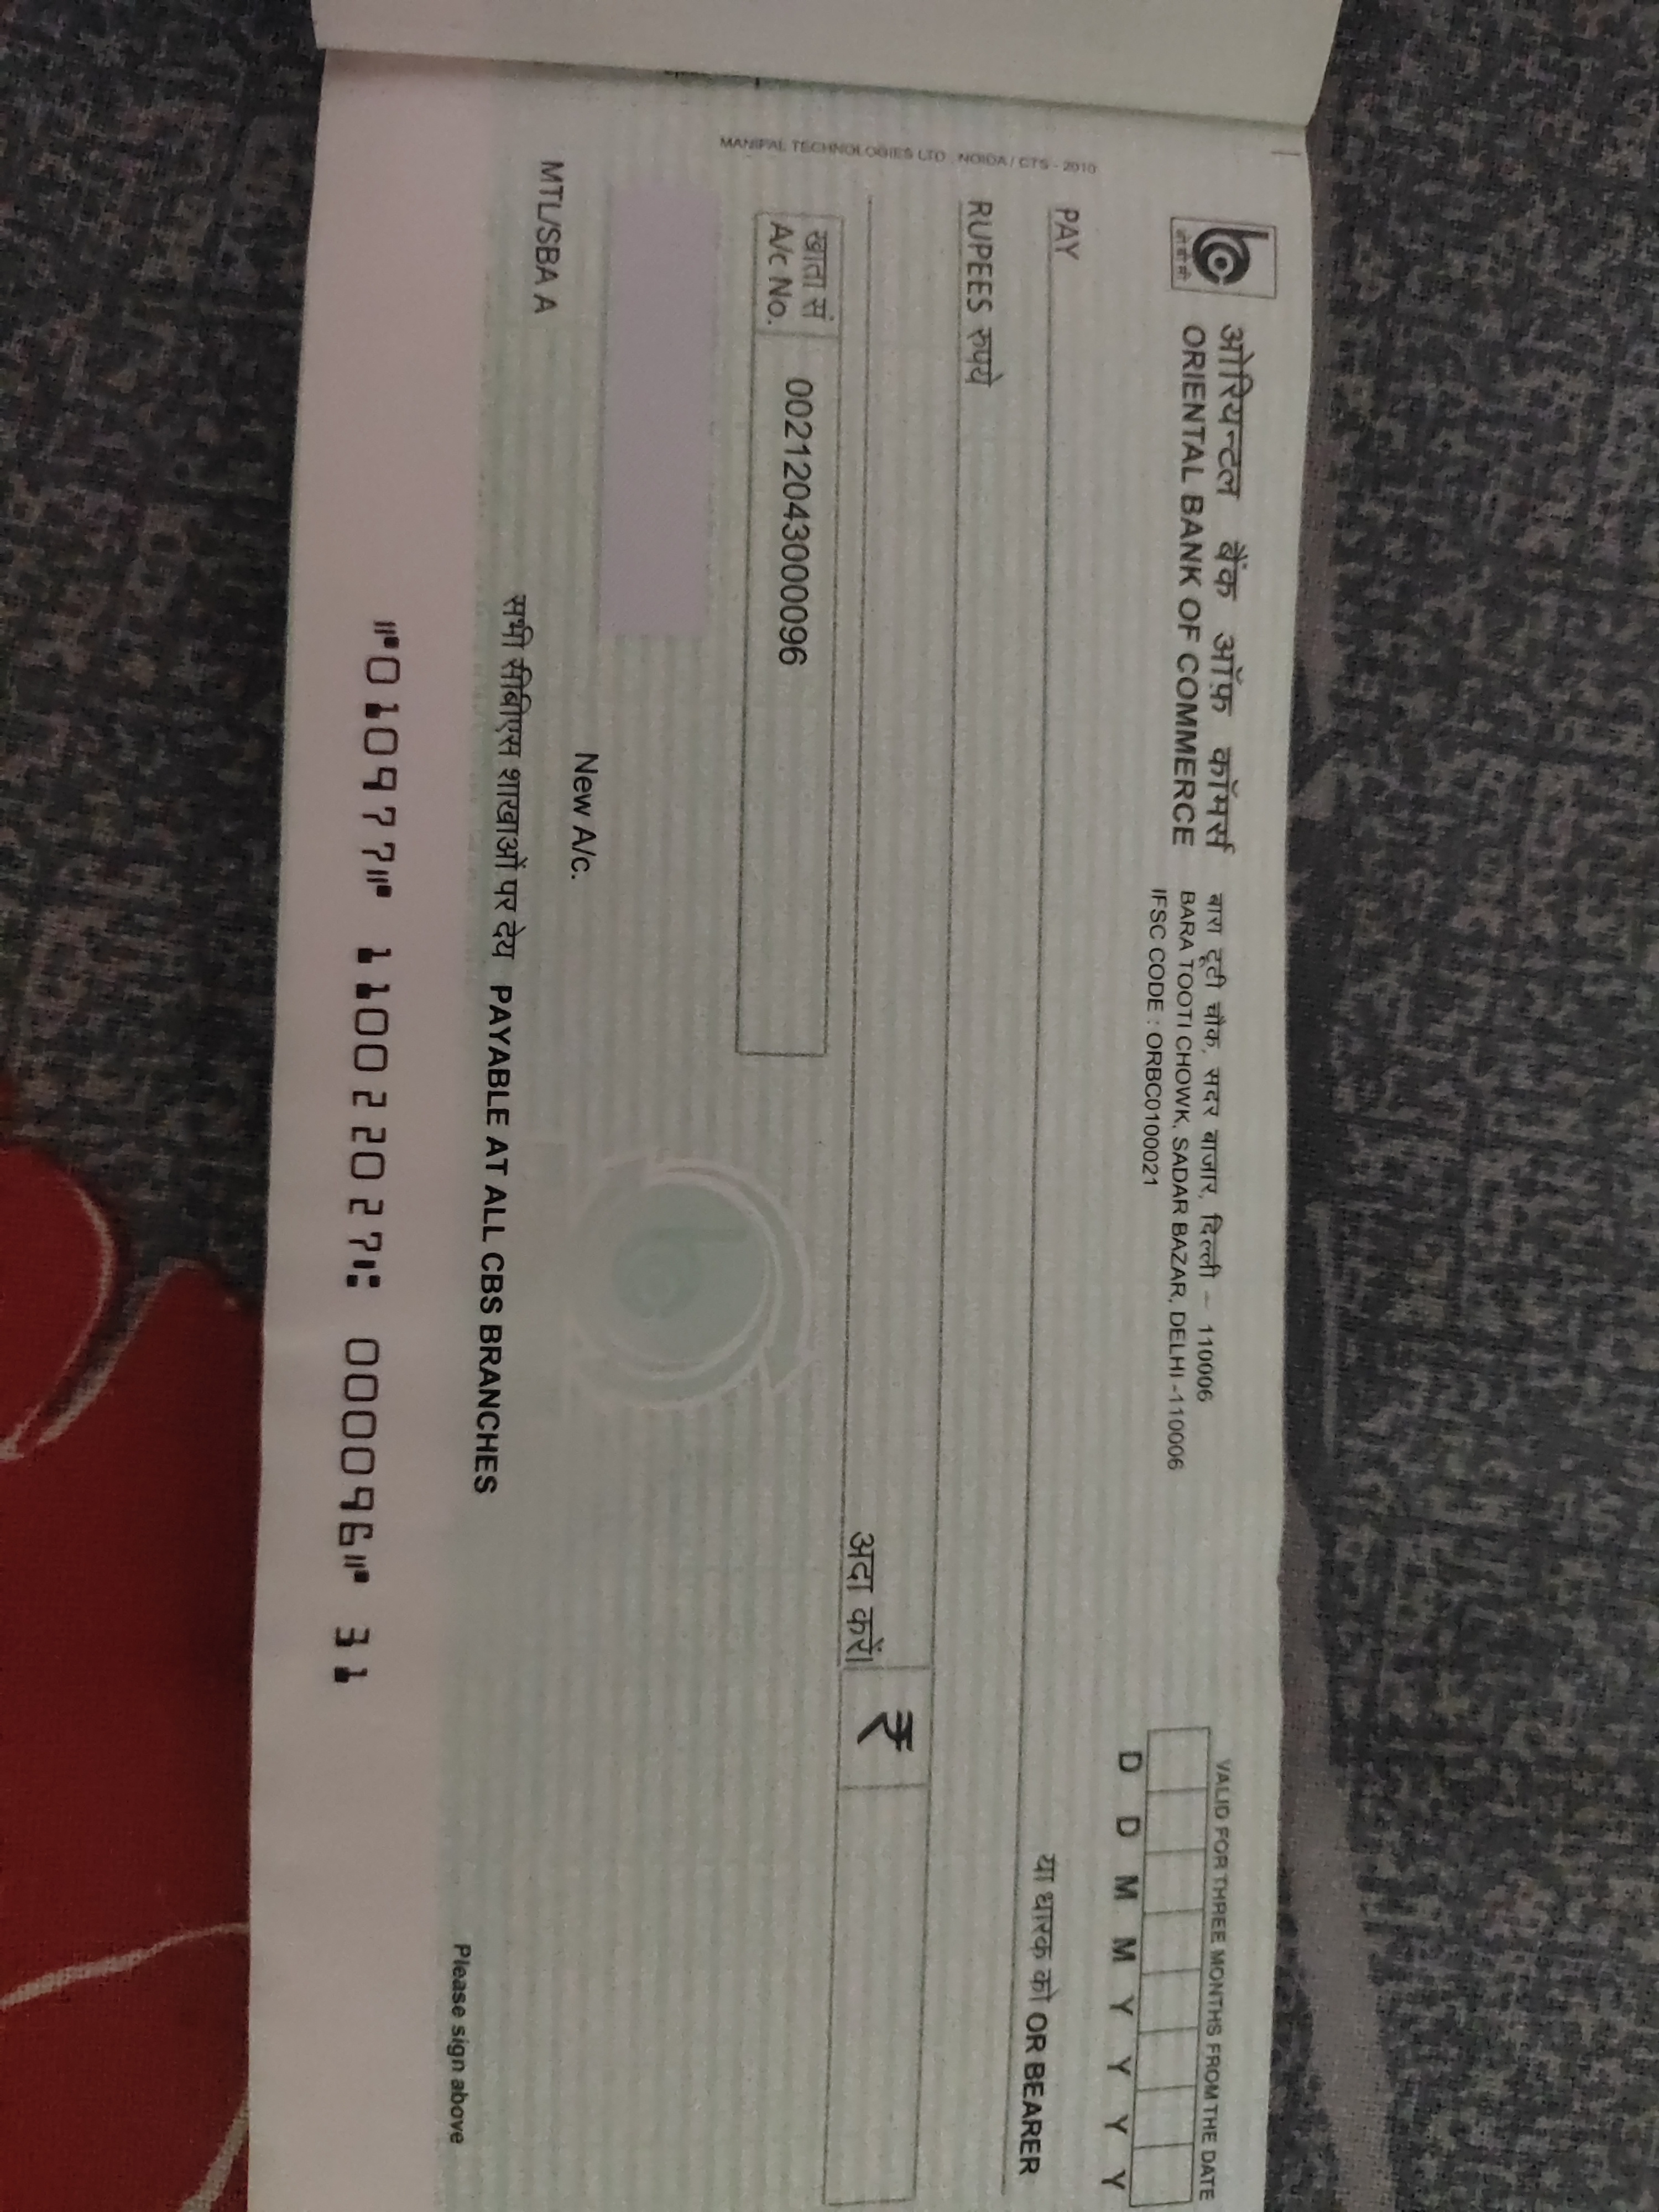 ओ बी सी
ओरियन्टल बैंक ऑफ़ कॉमर्स
ORIENTAL BANK OF COMMERCE
बारा टूटी चौक, सदर बाजार, दिल्ली - 110006
BARA TOOTI CHOWK, SADAR BAZAR, DELHI -110006
IFSC CODE : ORBC0100021
VALID FOR THREE MONTHS FROM THE DATE
D D M M Y Y Y Y
PAY
या धारक को OR BEARER
RUPEES रुपये
अदा करें।
₹
खाता सं
A/c No.
00212043000096
MANIPAL TECHNOLOGIES LTD., NOIDA / CTS - 2010
New A/c.
MTL/SBA A
सभी सीबीएस शाखाओं पर देय PAYABLE AT ALL CBS BRANCHES
Please sign above
⑈010977⑈ 110022027⑆ 000096⑈ 31